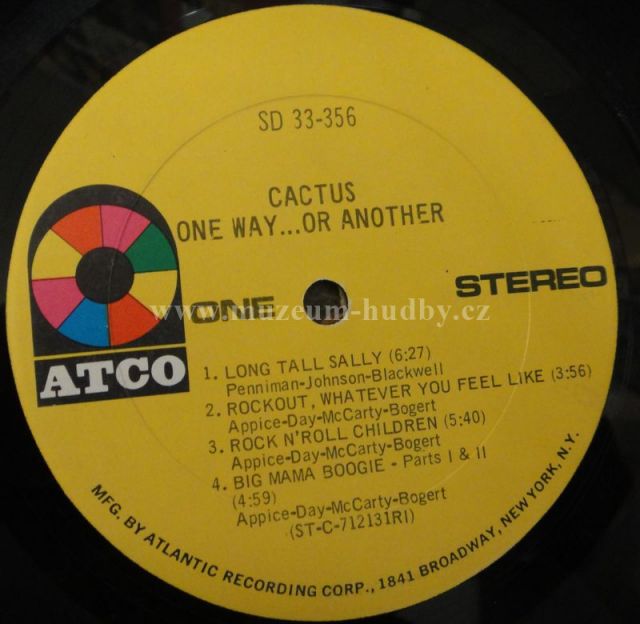 SD 33-356
CACTUS
ONE WAY...OR ANOTHER
ONE
STEREO
www.muzeum-hudby.cz
ATCO
1. LONG TALL SALLY (6:27)
Penniman-Johnson-Blackwell
2. ROCKOUT, WHATEVER YOU FEEL LIKE (3:56)
Appice-Day-McCarty-Bogert
3. ROCK N'ROLL CHILDREN (5:40)
Appice-Day-McCarty-Bogert
4. BIG MAMA BOOGIE - Parts I & II
(4:59)
Appice-Day-McCarty-Bogert
(ST-C-712131RI)
MFG. BY ATLANTIC RECORDING CORP., 1841 BROADWAY, NEW YORK, N.Y.